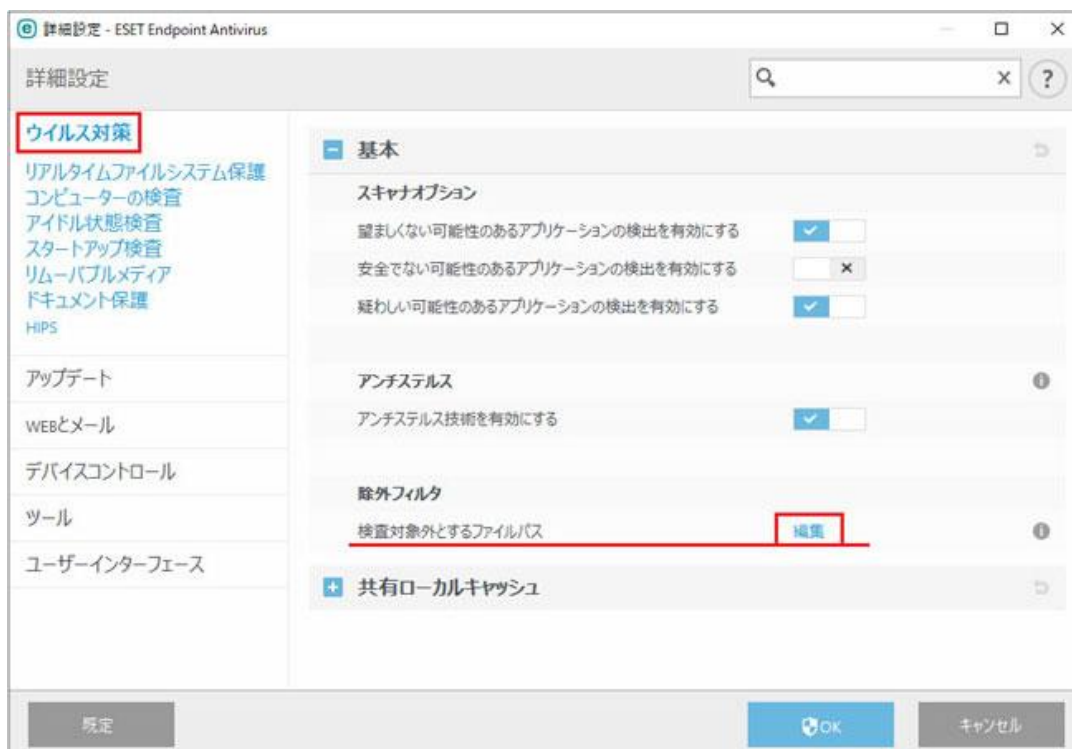 詳細設定 - ESET Endpoint Antivirus
詳細設定
ウイルス対策
リアルタイムファイルシステム保護
コンピューターの検査
アイドル状態検査
スタートアップ検査
リムーバブルメディア
ドキュメント保護
HIPS
アップデート
WEBとメール
デバイスコントロール
ツール
ユーザーインターフェース
基本
スキャナオプション
望ましくない可能性のあるアプリケーションの検出を有効にする
安全でない可能性のあるアプリケーションの検出を有効にする
疑わしい可能性のあるアプリケーションの検出を有効にする
アンチステルス
アンチステルス技術を有効にする
除外フィルタ
検査対象外とするファイルパス 編集
共有ローカルキャッシュ
既定 OK キャンセル